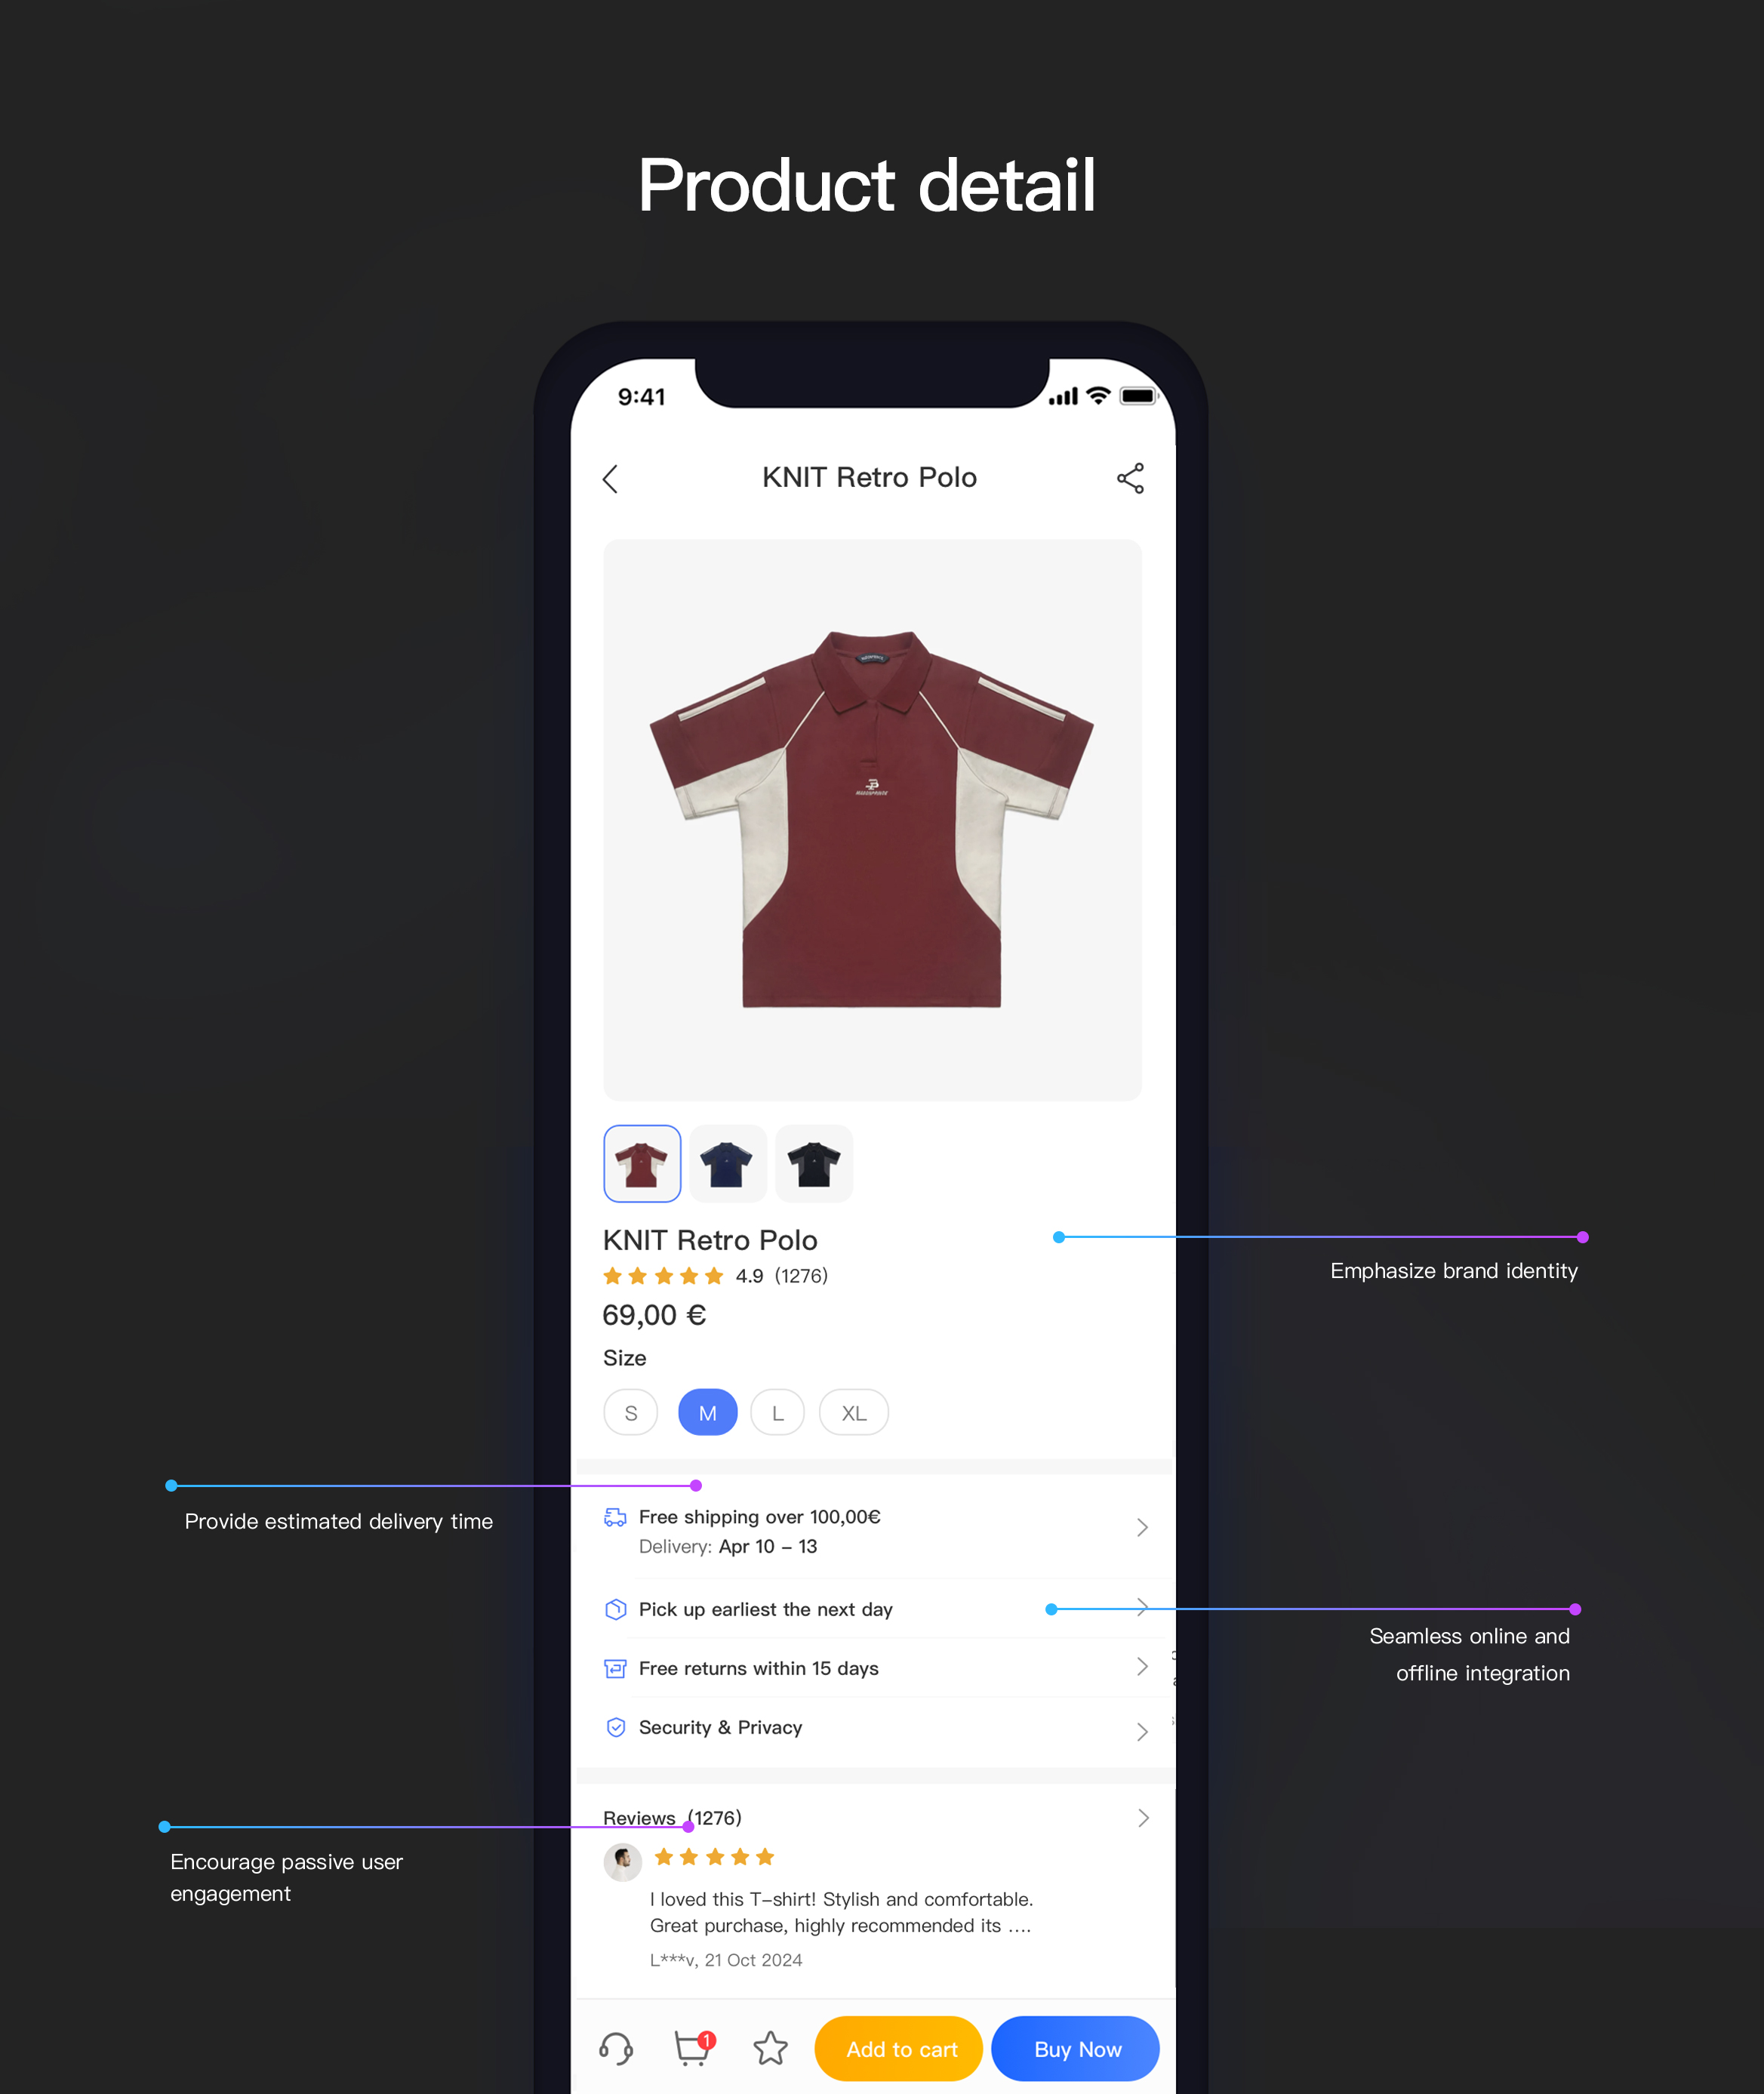 Product detail
9:41
KNIT Retro Polo
KNIT Retro Polo
4.9 (1276)
69,00 €
Size
S M L XL
Emphasize brand identity
Provide estimated delivery time
Free shipping over 100,00€
Delivery: Apr 10 – 13
Pick up earliest the next day
Seamless online and
offline integration
Free returns within 15 days
Security & Privacy
Reviews (1276)
Encourage passive user
engagement
I loved this T-shirt! Stylish and comfortable.
Great purchase, highly recommended its ....
L***v, 21 Oct 2024
1
Add to cart
Buy Now